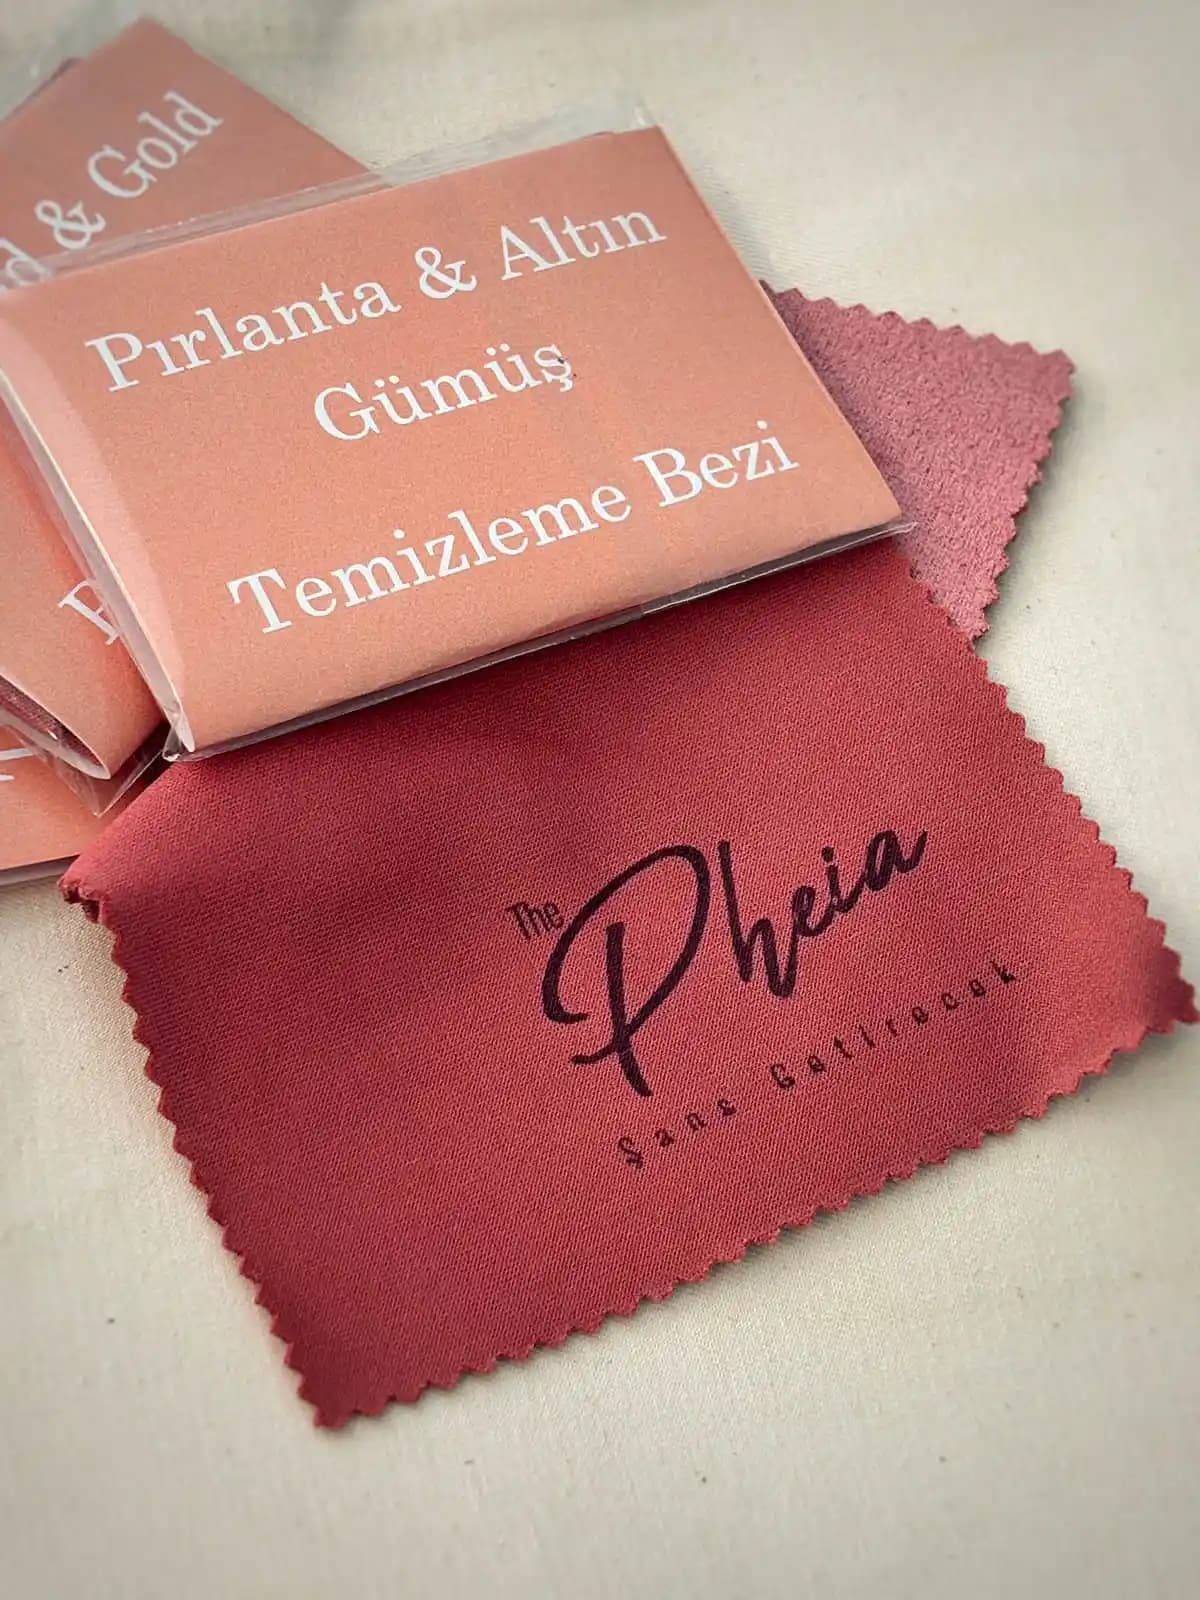 & Gold
Pırlanta & Altın
Gümüş
Temizleme Bezi
The
Pheia
Şans Getirecek